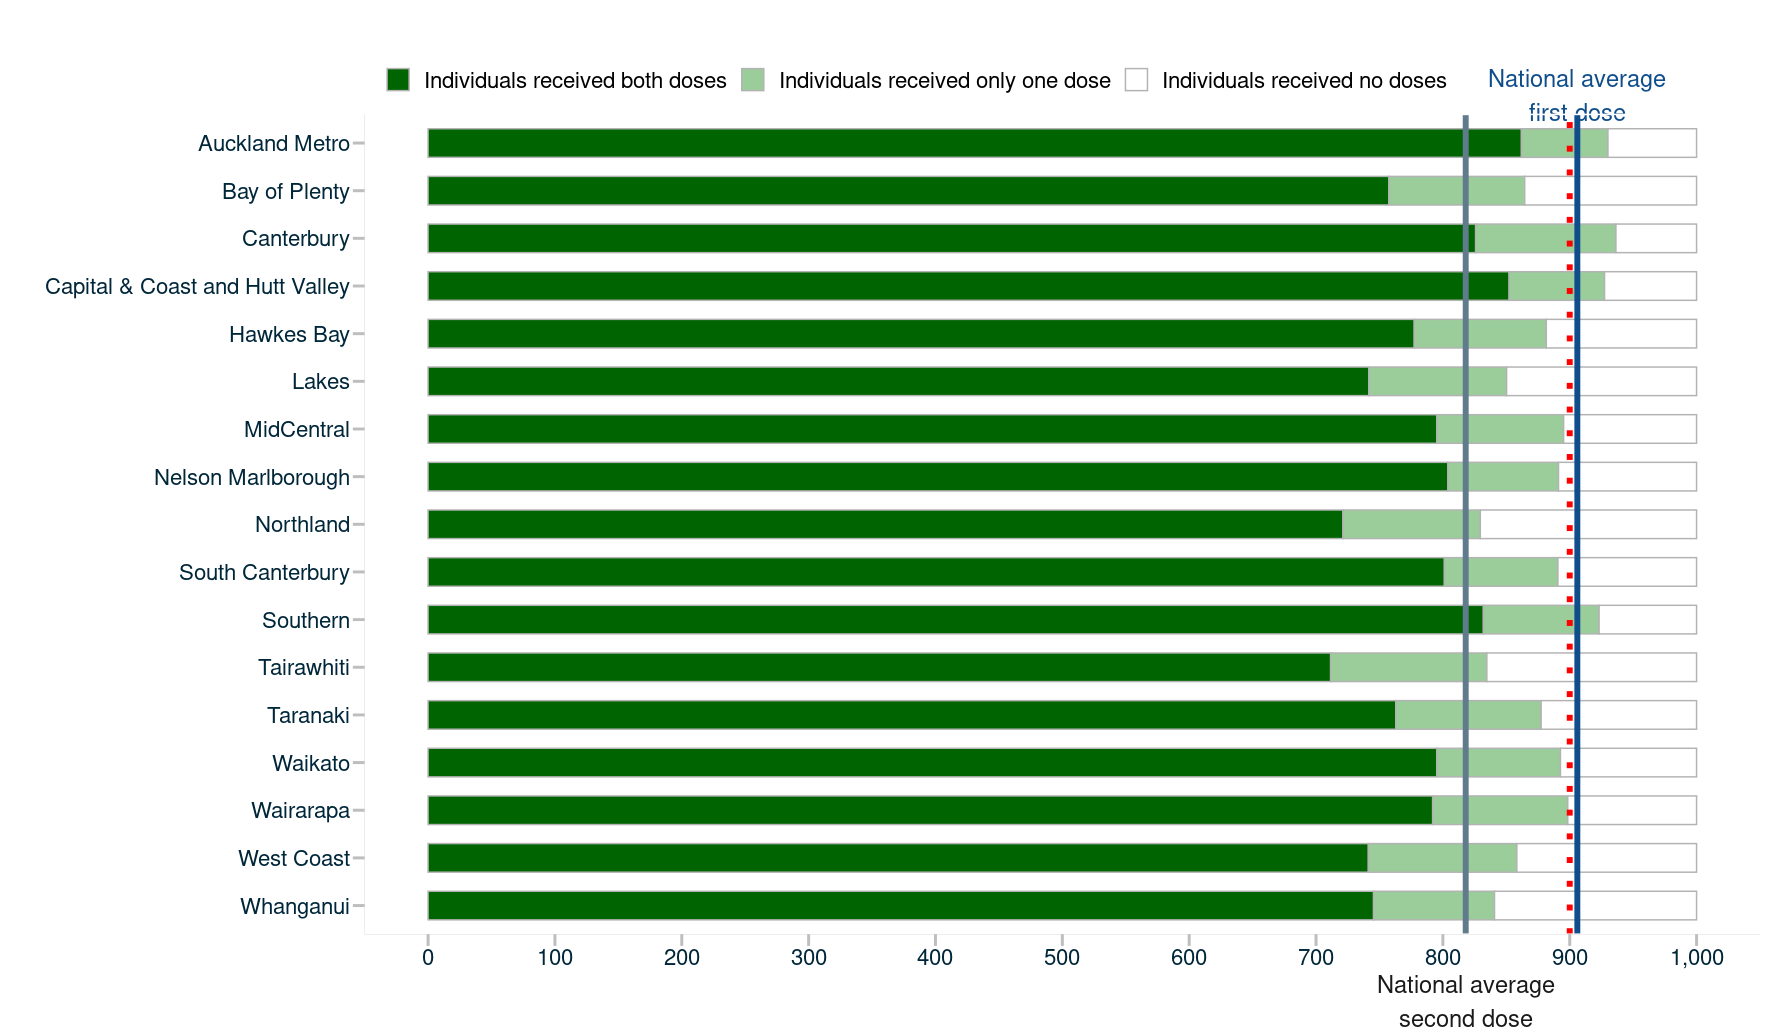 Individuals received both doses Individuals received only one dose Individuals received no doses
National average
first dose
Auckland Metro
Bay of Plenty
Canterbury
Capital & Coast and Hutt Valley
Hawkes Bay
Lakes
MidCentral
Nelson Marlborough
Northland
South Canterbury
Southern
Tairawhiti
Taranaki
Waikato
Wairarapa
West Coast
Whanganui
0 100 200 300 400 500 600 700 800 900 1,000
National average
second dose